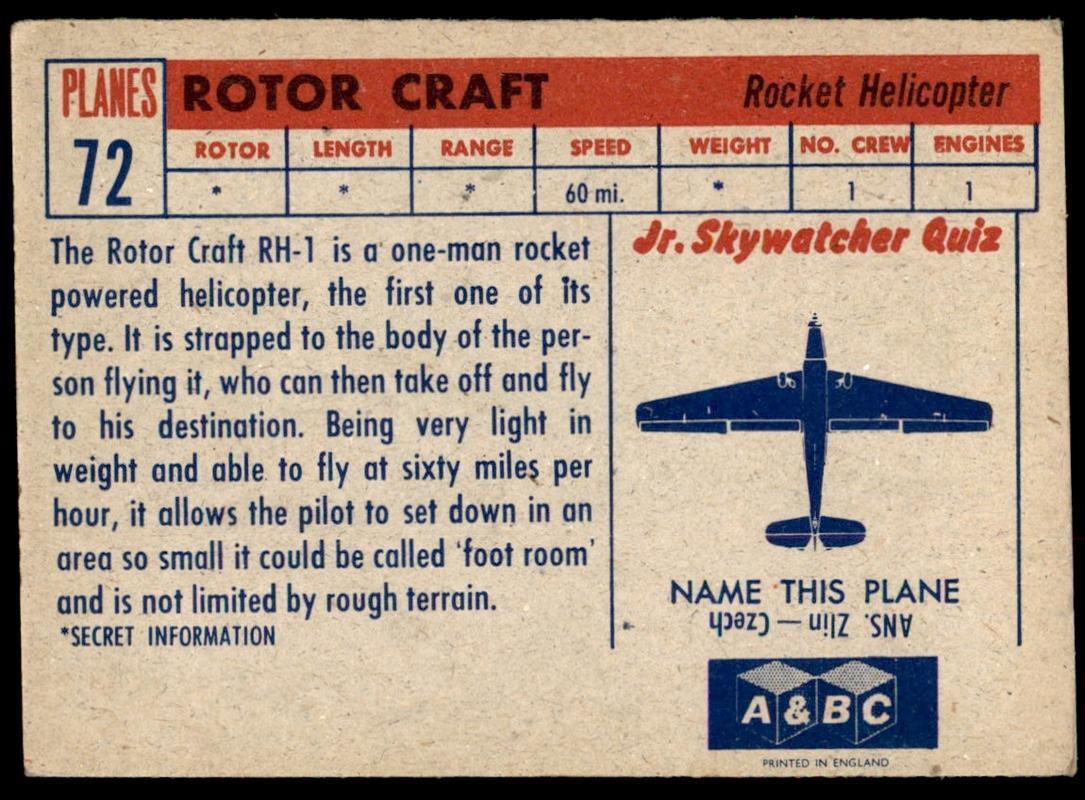 PLANES
72
ROTOR CRAFT
Rocket Helicopter
ROTOR LENGTH RANGE SPEED WEIGHT NO. CREW ENGINES
* * * 60 mi. * 1 1
The Rotor Craft RH-1 is a one-man rocket
powered helicopter, the first one of its
type. It is strapped to the body of the per-
son flying it, who can then take off and fly
to his destination. Being very light in
weight and able to fly at sixty miles per
hour, it allows the pilot to set down in an
area so small it could be called 'foot room'
and is not limited by rough terrain.
*SECRET INFORMATION
Jr. Skywatcher Quiz
NAME THIS PLANE
ANS. Zlin — Czech
A & B C
PRINTED IN ENGLAND